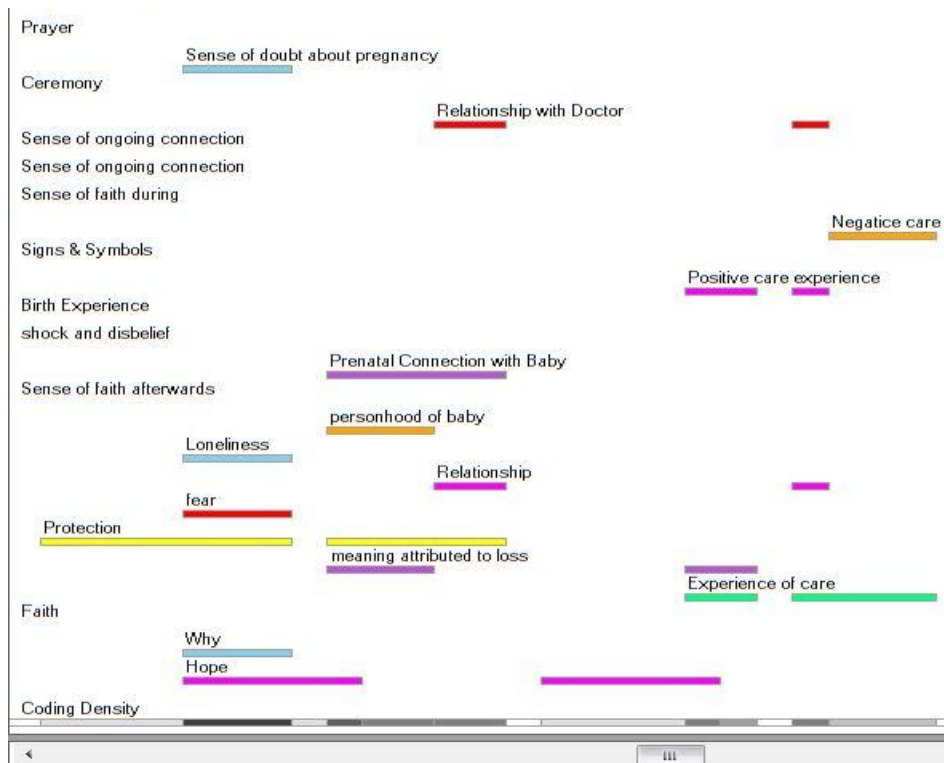 Prayer
Sense of doubt about pregnancy
Ceremony
Relationship with Doctor
Sense of ongoing connection
Sense of ongoing connection
Sense of faith during
Negatice care
Signs & Symbols
Positive care experience
Birth Experience
shock and disbelief
Prenatal Connection with Baby
Sense of faith afterwards
personhood of baby
Loneliness
Relationship
fear
Protection
meaning attributed to loss
Experience of care
Faith
Why
Hope
Coding Density